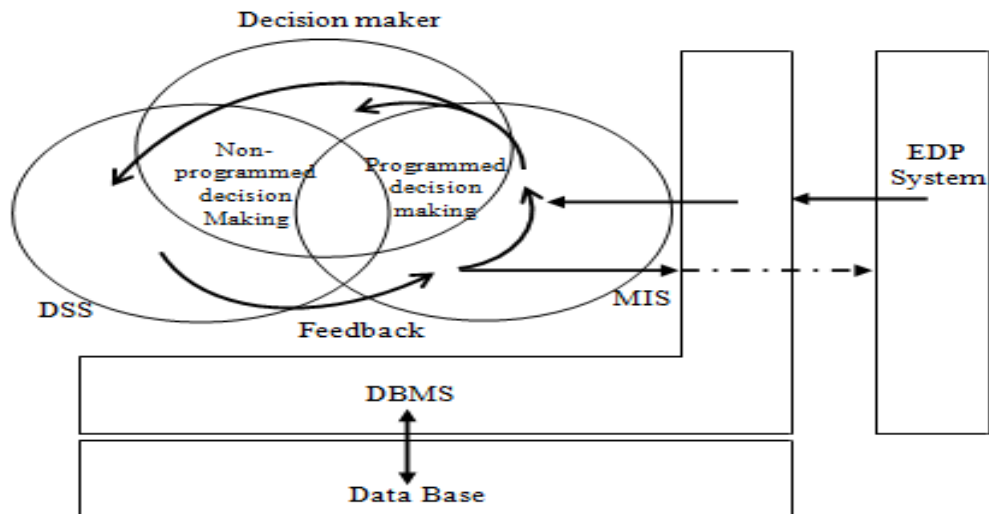 Decision maker
Non-
programmed
decision
Making
Programmed
decision
making
EDP
System
DSS
MIS
Feedback
DBMS
Data Base